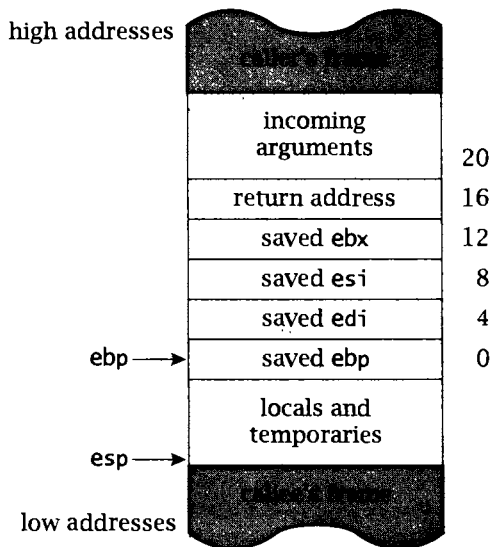 high addresses
caller's frame
incoming
arguments
20
return address 16
saved ebx 12
saved esi 8
saved edi 4
ebp saved ebp 0
locals and
temporaries
esp
callee's frame
low addresses